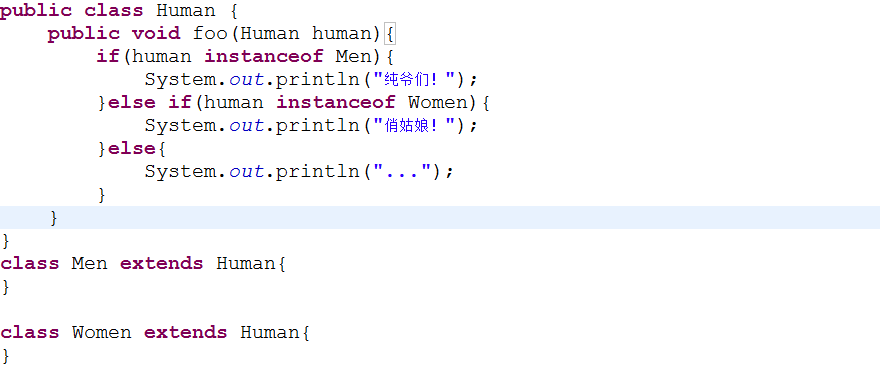 public class Human {
    public void foo(Human human){
        if(human instanceof Men){
            System.out.println("纯爷们！");
        }else if(human instanceof Women){
            System.out.println("俏姑娘！");
        }else{
            System.out.println("...");
        }
    }
}
class Men extends Human{
}

class Women extends Human{
}